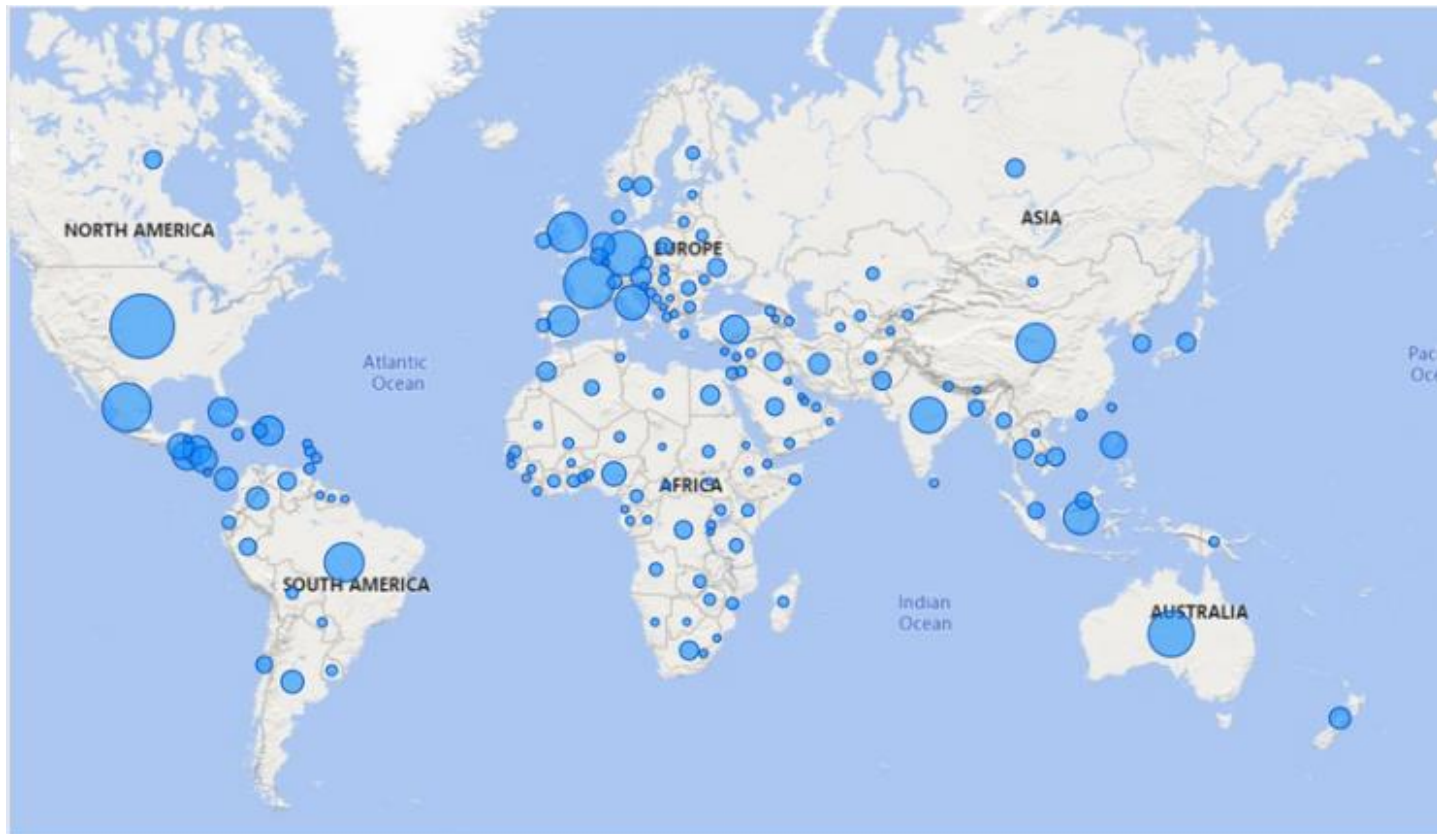 NORTH AMERICA
ASIA
EUROPE
Atlantic
Ocean
AFRICA
SOUTH AMERICA
Indian
Ocean
AUSTRALIA